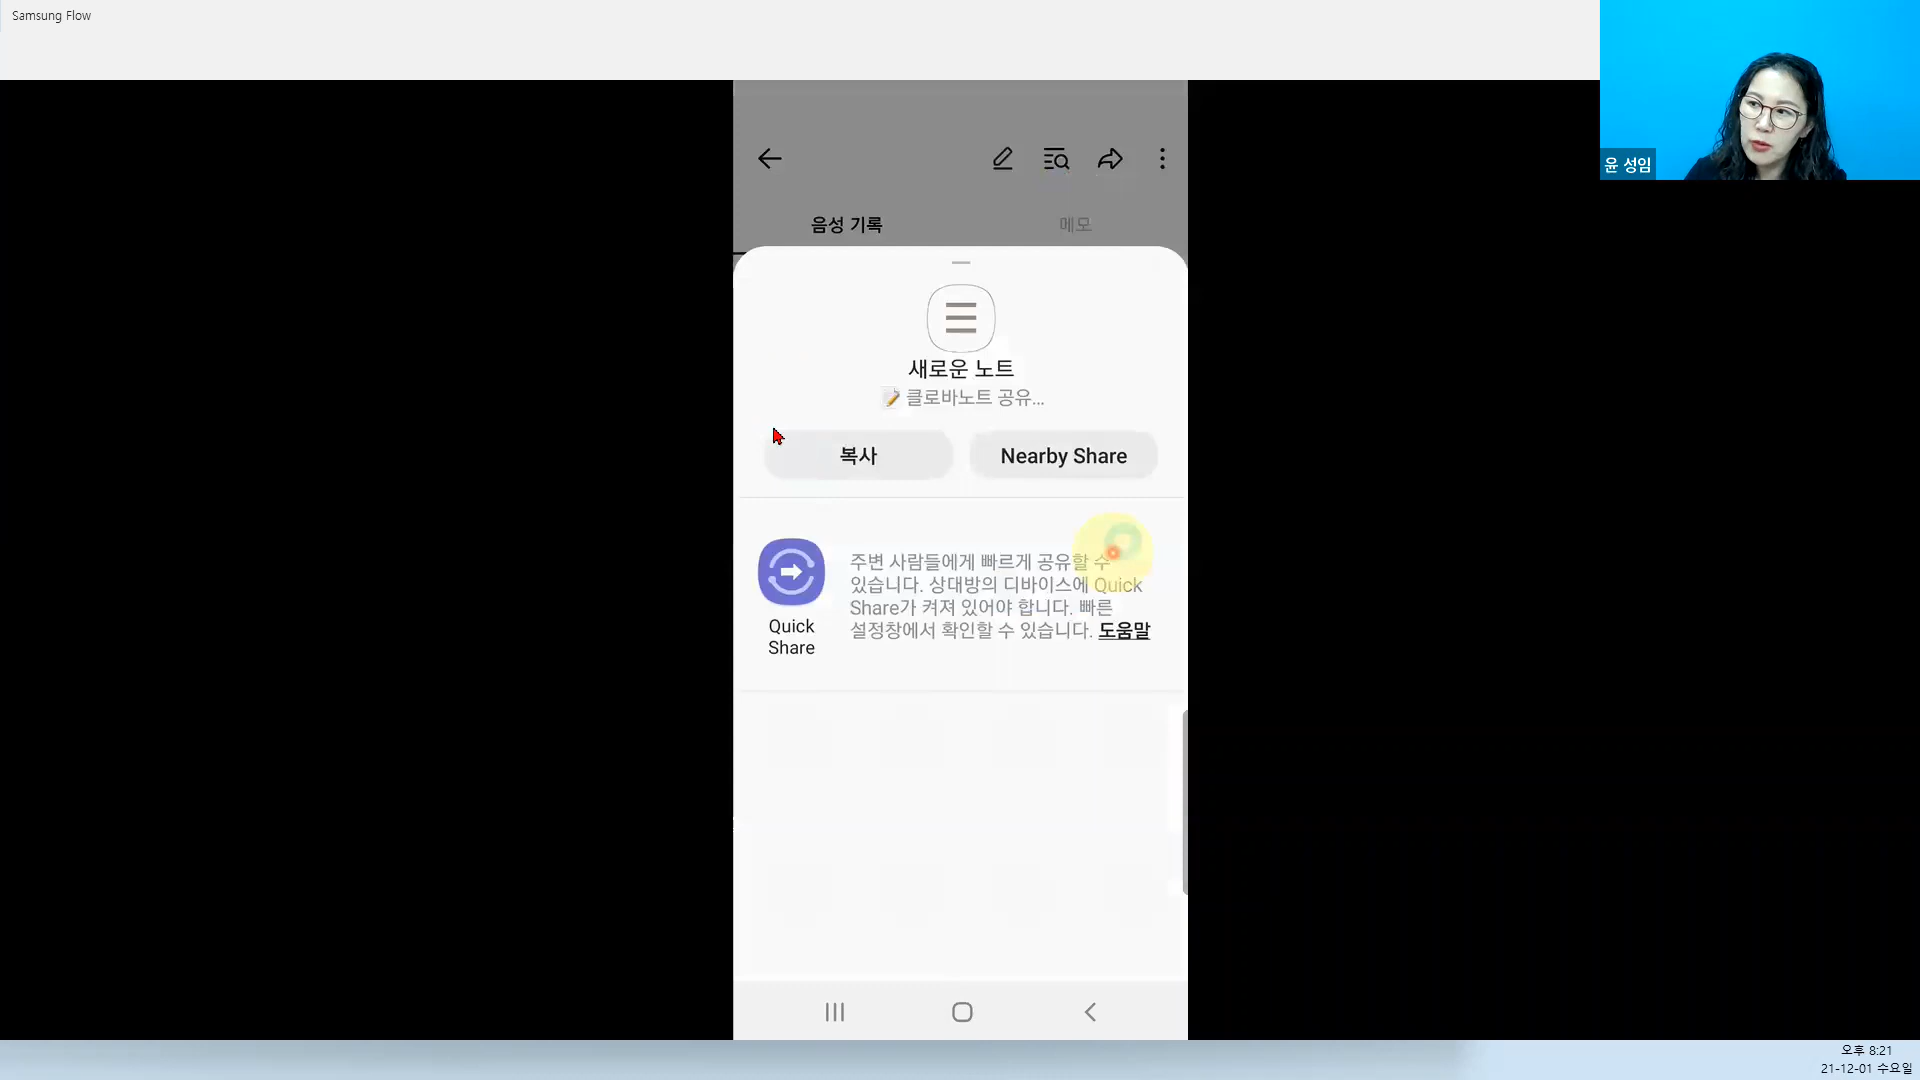 Samsung Flow
윤 성임
음성 기록
메모
새로운 노트
📝 클로바노트 공유...
복사
Nearby Share
Quick
Share
주변 사람들에게 빠르게 공유할 수
있습니다. 상대방의 디바이스에 Quick
Share가 켜져 있어야 합니다. 빠른
설정창에서 확인할 수 있습니다. 도움말
오후 8:21
21-12-01 수요일